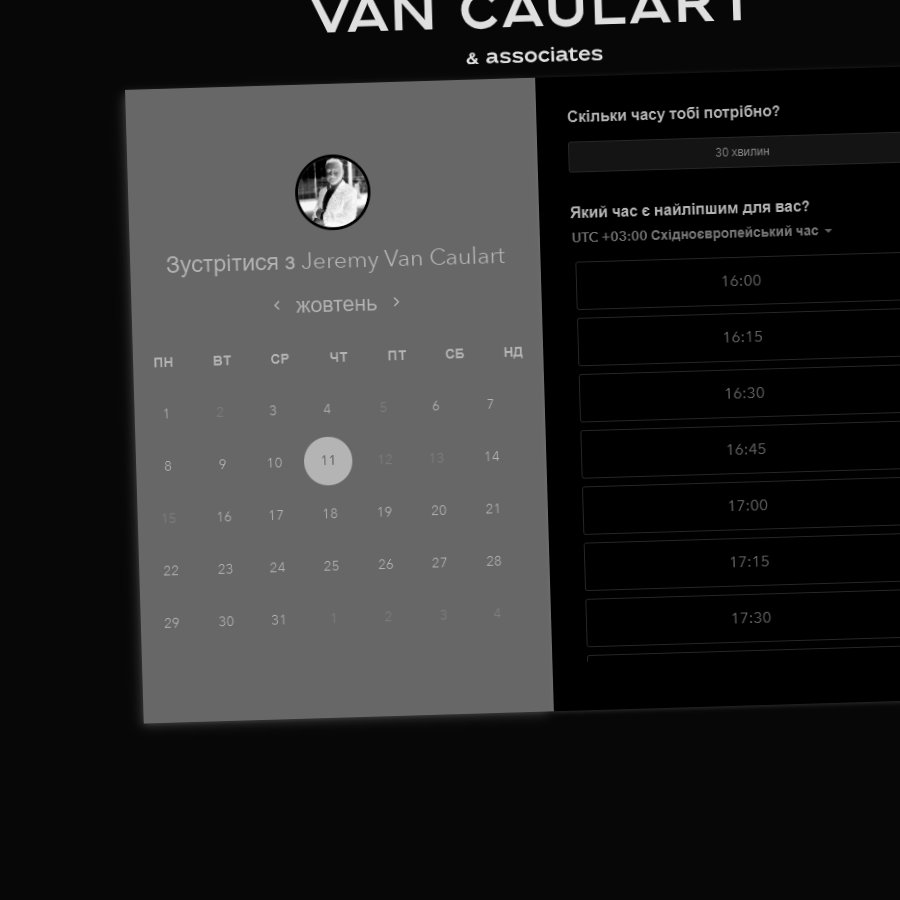 VAN CAULART
& associates
Зустрітися з Jeremy Van Caulart
жовтень
ПН ВТ СР ЧТ ПТ СБ НД
1 2 3 4 5 6 7
8 9 10 11 12 13 14
15 16 17 18 19 20 21
22 23 24 25 26 27 28
29 30 31 1 2 3 4
Скільки часу тобі потрібно?
30 хвилин
Який час є найліпшим для вас?
UTC +03:00 Східноєвропейський час
16:00
16:15
16:30
16:45
17:00
17:15
17:30